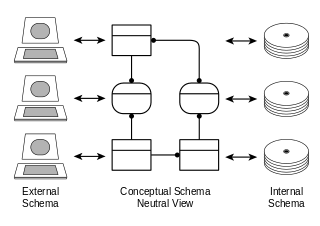 External
Schema
Conceptual Schema
Neutral View
Internal
Schema